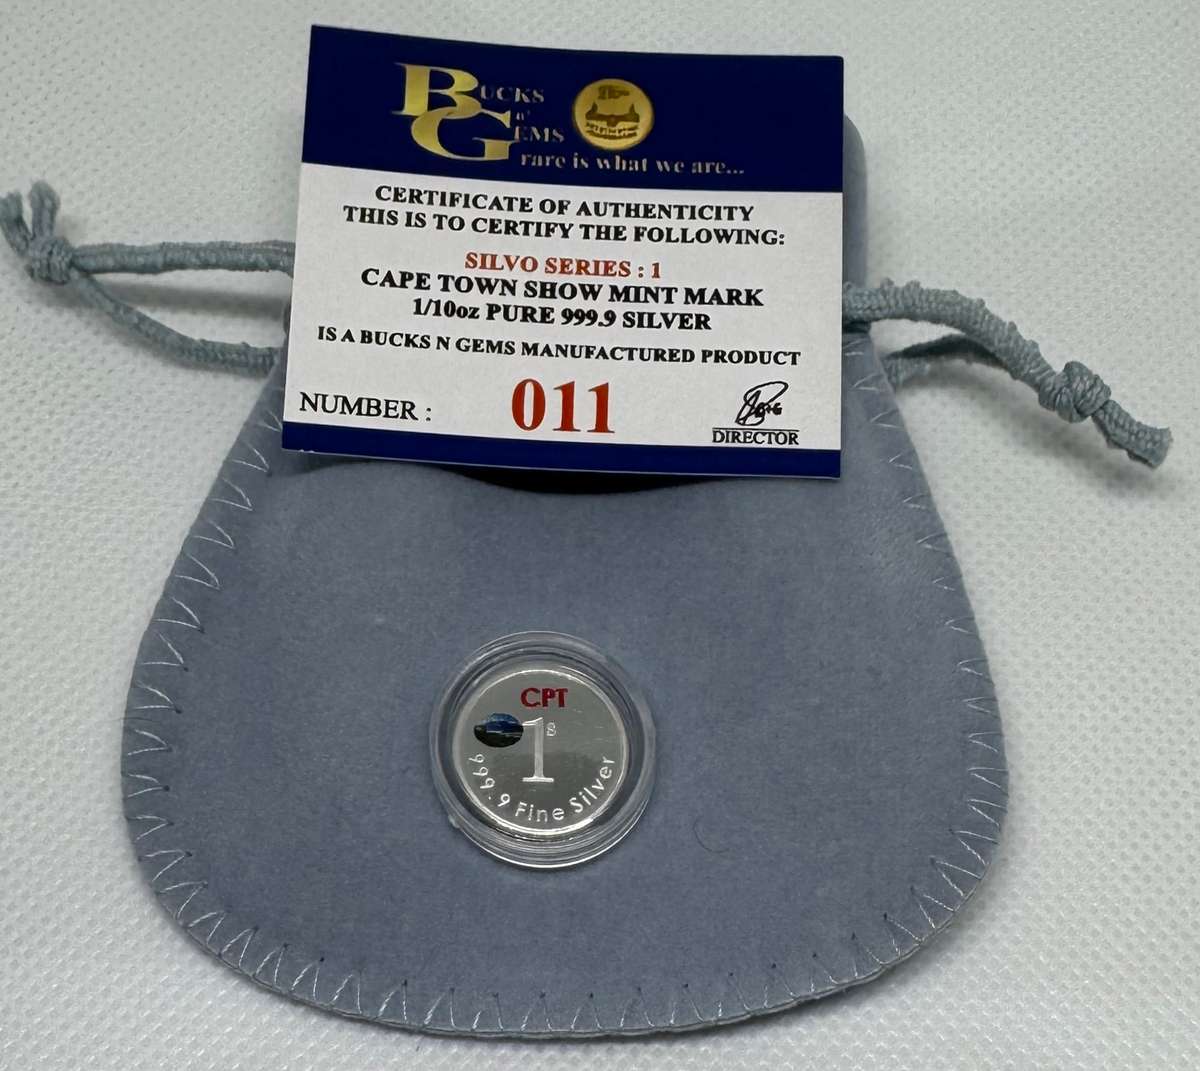 BUCKS
n'
GEMS
rare is what we are...
CERTIFICATE OF AUTHENTICITY
THIS IS TO CERTIFY THE FOLLOWING:
SILVO SERIES : 1
CAPE TOWN SHOW MINT MARK
1/10oz PURE 999.9 SILVER
IS A BUCKS N GEMS MANUFACTURED PRODUCT
NUMBER : 011
DIRECTOR
CPT
1s
999.9 Fine Silver